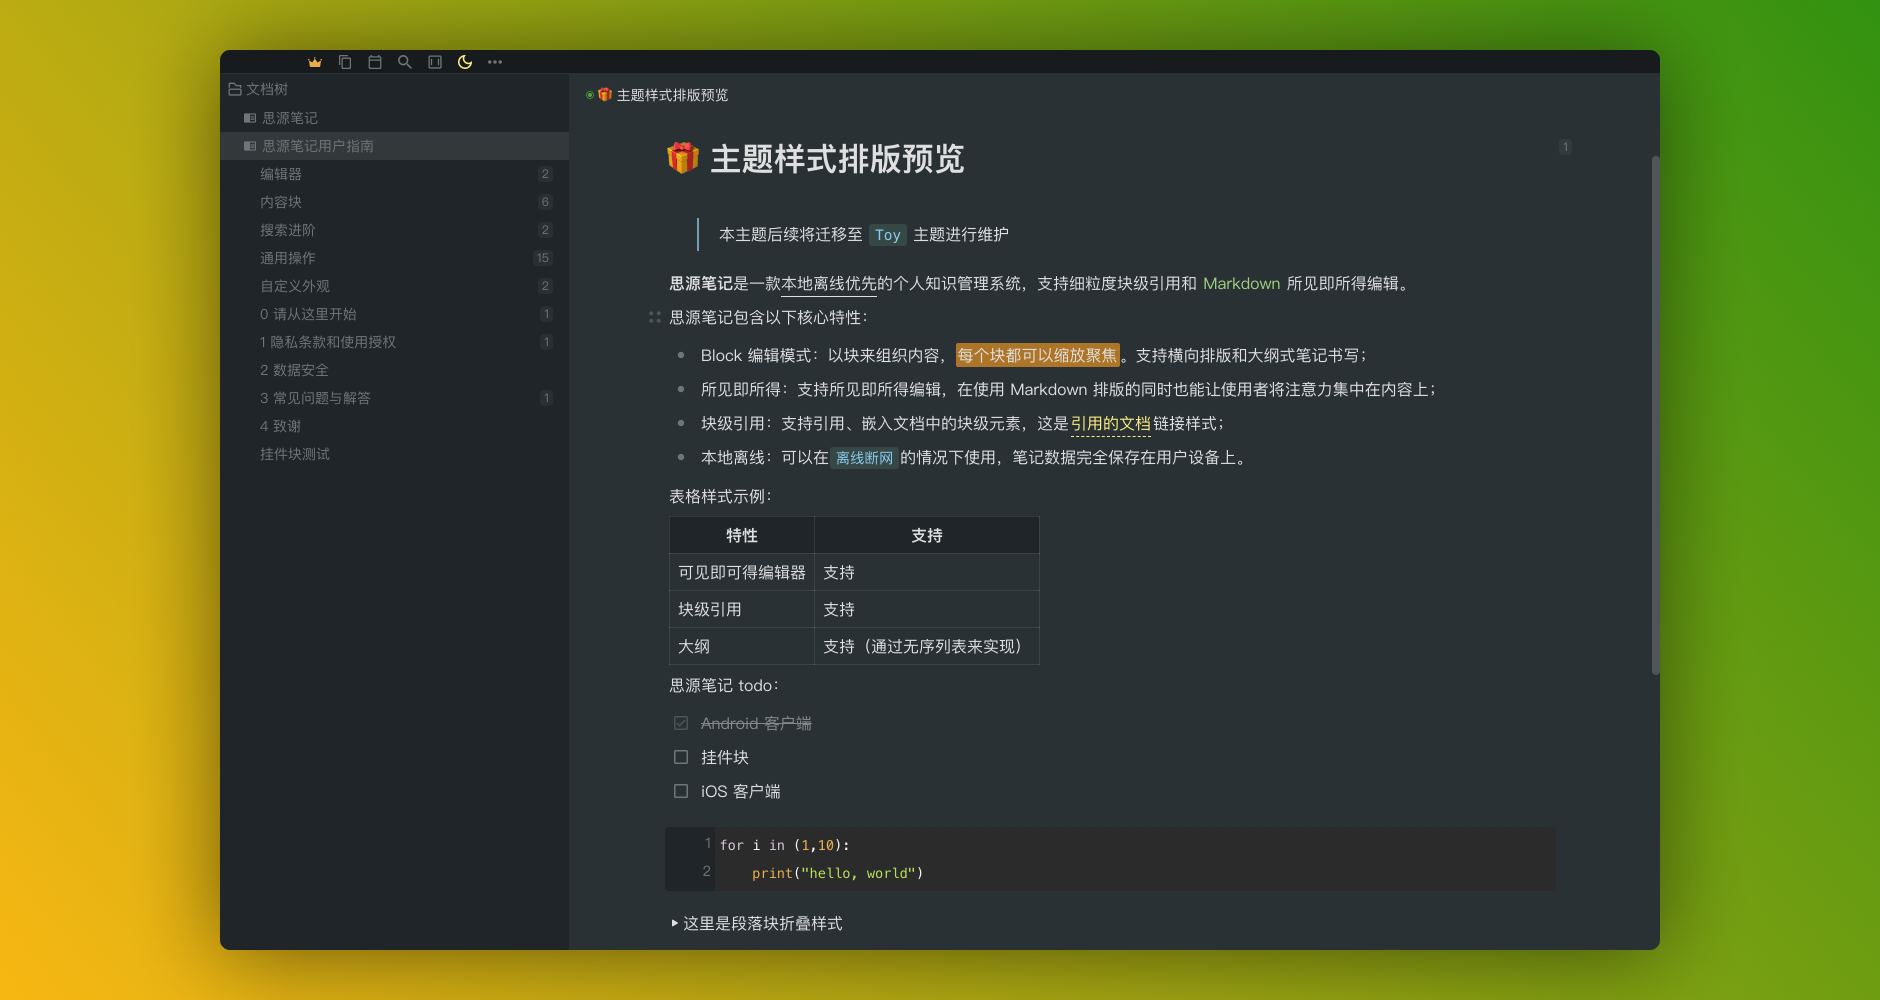 文档树
思源笔记
思源笔记用户指南
编辑器 2
内容块 6
搜索进阶 2
通用操作 15
自定义外观 2
0 请从这里开始 1
1 隐私条款和使用授权 1
2 数据安全
3 常见问题与解答 1
4 致谢
挂件块测试
主题样式排版预览
主题样式排版预览
1
本主题后续将迁移至 Toy 主题进行维护
思源笔记是一款本地离线优先的个人知识管理系统，支持细粒度块级引用和 Markdown 所见即所得编辑。
思源笔记包含以下核心特性：
Block 编辑模式：以块来组织内容，每个块都可以缩放聚焦。支持横向排版和大纲式笔记书写；
所见即所得：支持所见即所得编辑，在使用 Markdown 排版的同时也能让使用者将注意力集中在内容上；
块级引用：支持引用、嵌入文档中的块级元素，这是引用的文档链接样式；
本地离线：可以在离线断网的情况下使用，笔记数据完全保存在用户设备上。
表格样式示例：
特性 支持
可见即可得编辑器 支持
块级引用 支持
大纲 支持（通过无序列表来实现）
思源笔记 todo：
Android 客户端
挂件块
iOS 客户端
1 for i in (1,10):
2 print("hello, world")
这里是段落块折叠样式